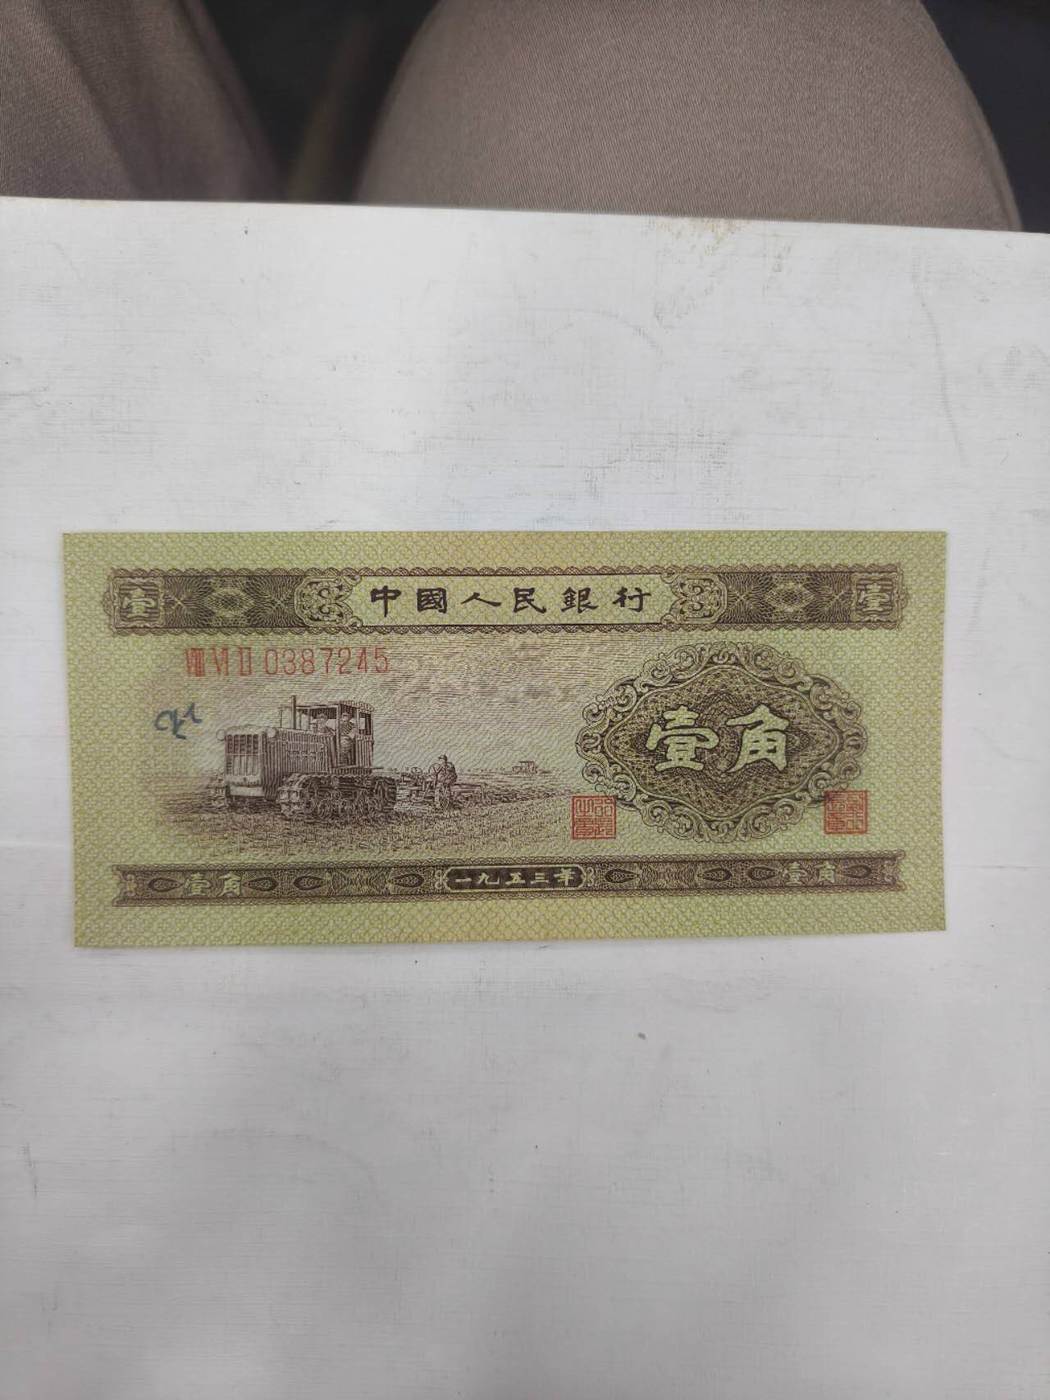 壹 中國人民銀行 壹
VIII VI II 0387245
壹角
壹角 一九五三年 壹角